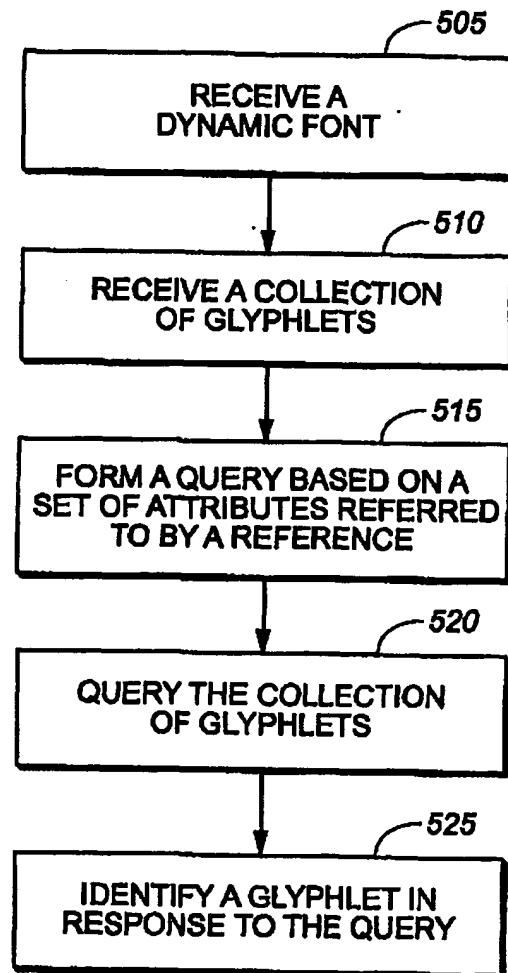 505
RECEIVE A
DYNAMIC FONT
510
RECEIVE A COLLECTION
OF GLYPHLETS
515
FORM A QUERY BASED ON A
SET OF ATTRIBUTES REFERRED
TO BY A REFERENCE
520
QUERY THE COLLECTION
OF GLYPHLETS
525
IDENTIFY A GLYPHLET IN
RESPONSE TO THE QUERY